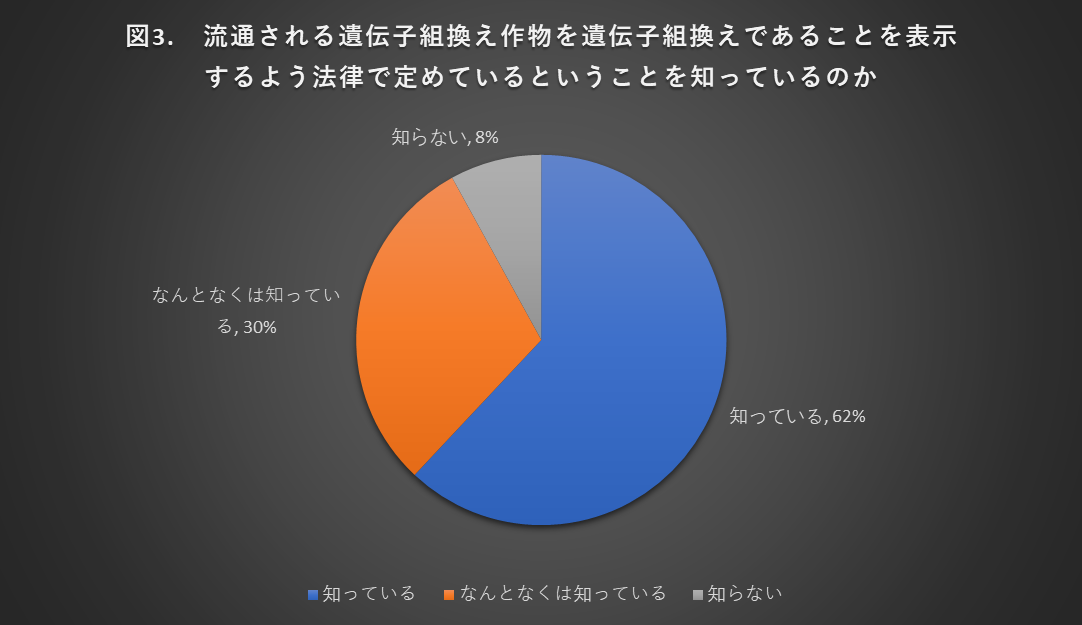 図3.　流通される遺伝子組換え作物を遺伝子組換えであることを表示
するよう法律で定めているということを知っているのか
知らない, 8%
なんとなくは知ってい
る, 30%
知っている, 62%
知っている　なんとなくは知っている　知らない